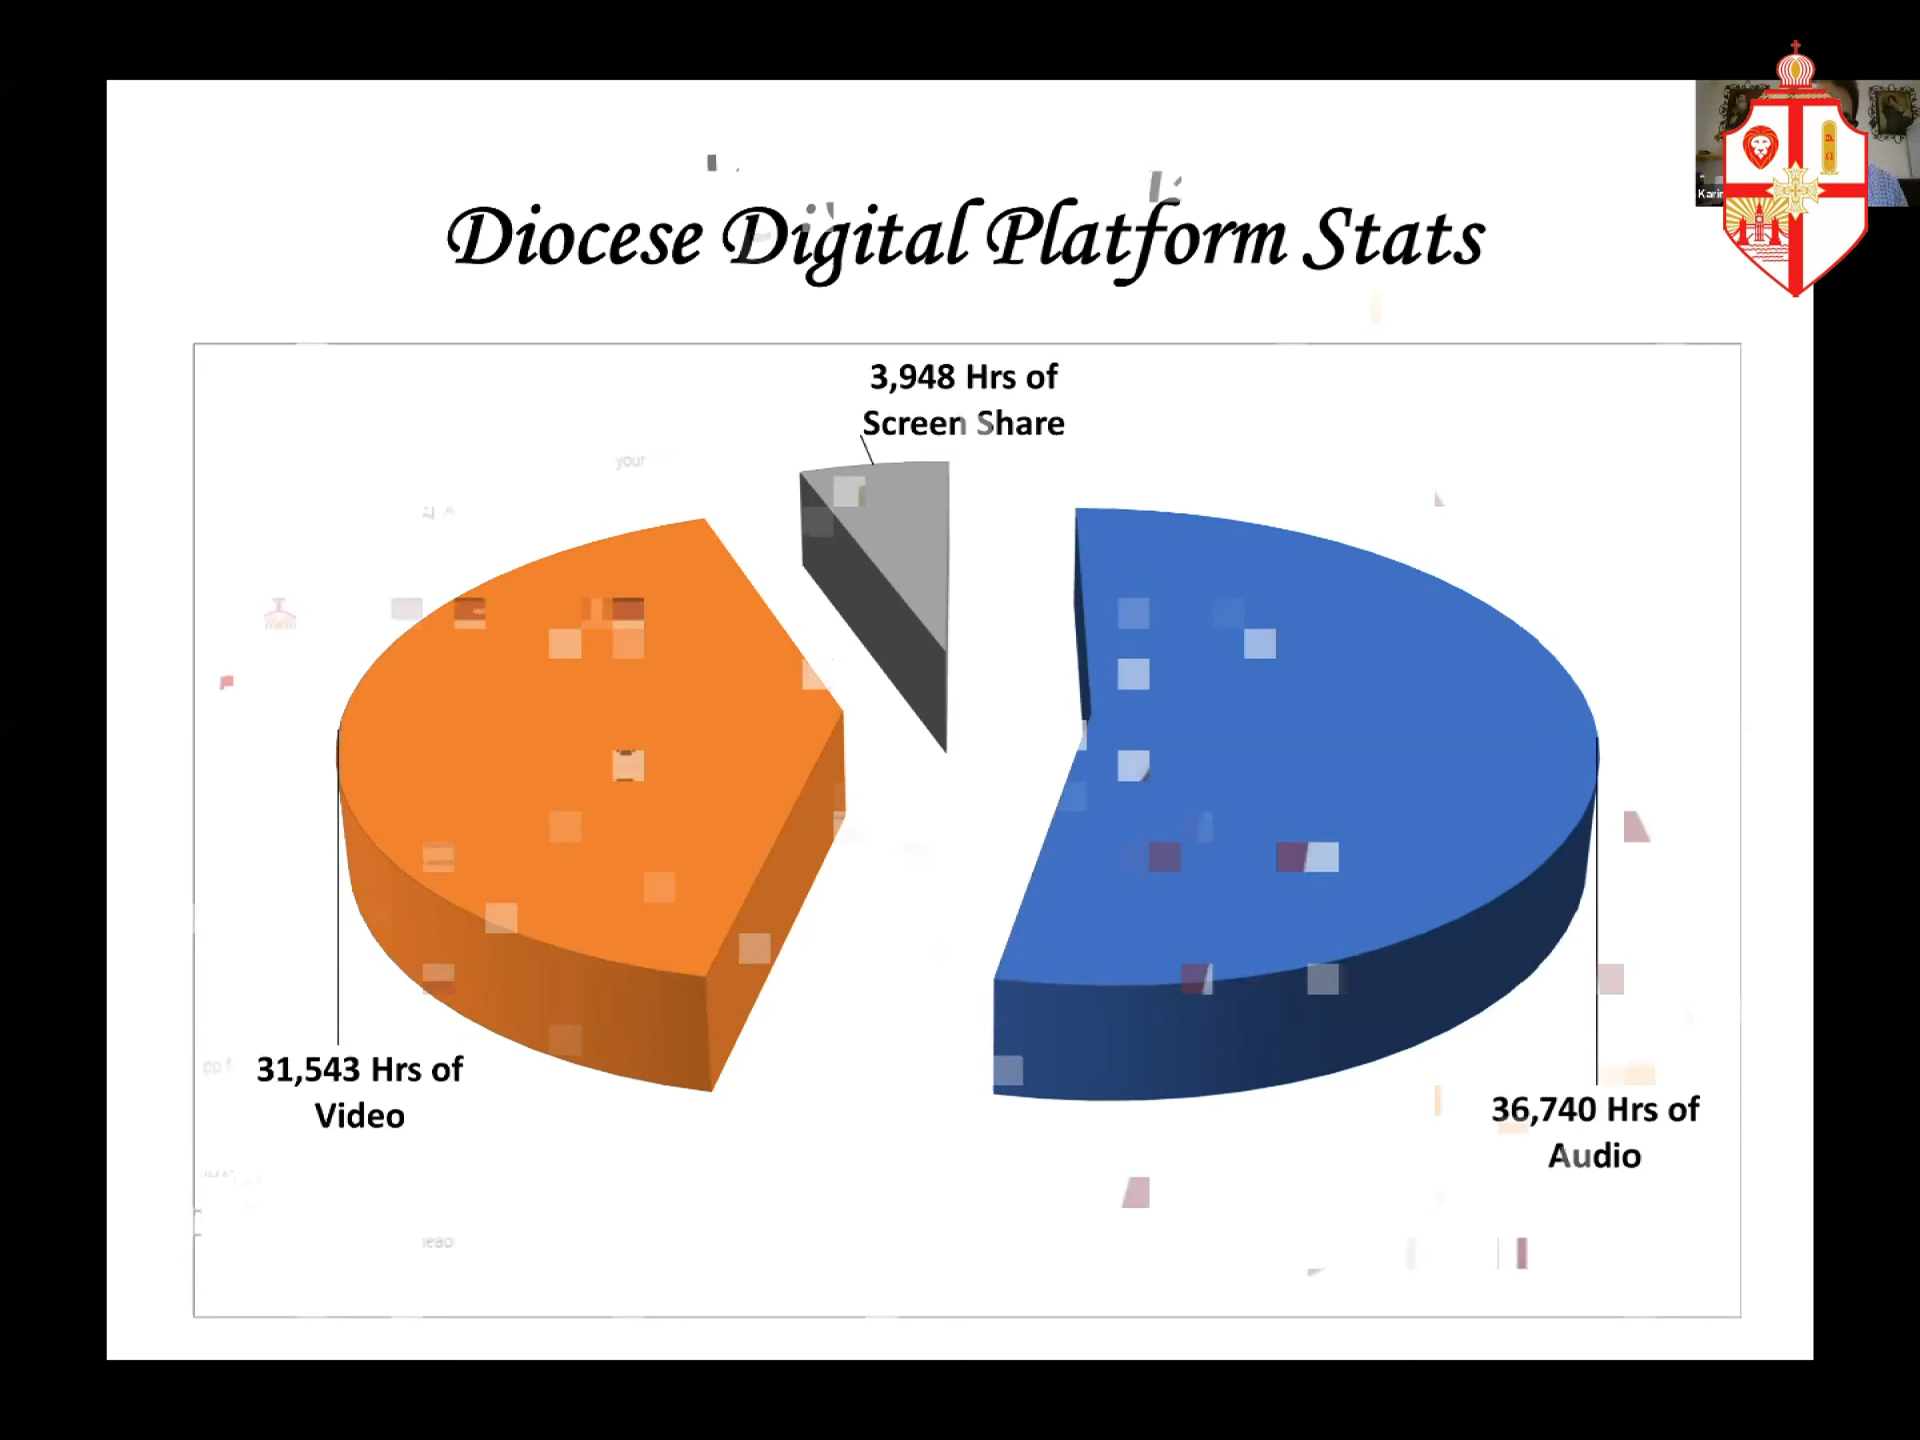 Diocese Digital Platform Stats
3,948 Hrs of
Screen Share
your
31,543 Hrs of
Video
36,740 Hrs of
Audio